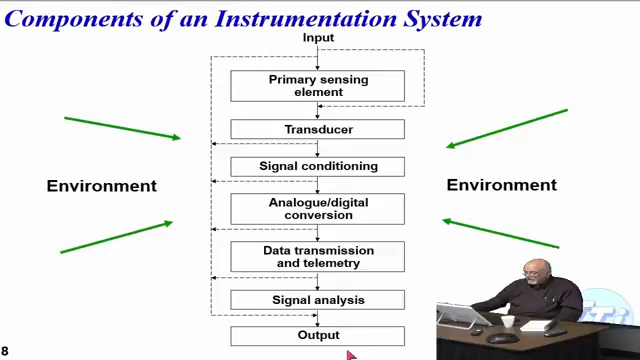 Components of an Instrumentation System
Input
Primary sensing
element
Transducer
Signal conditioning
Environment
Environment
Analogue/digital
conversion
Data transmission
and telemetry
Signal analysis
Output
8